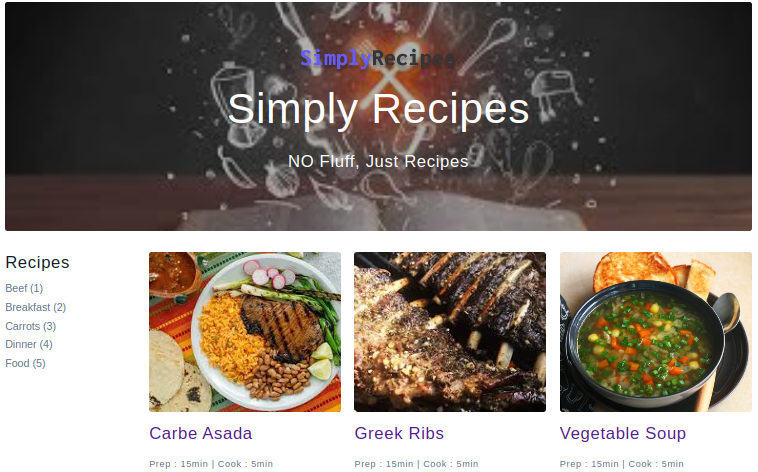 SimplyRecipes
Simply Recipes
NO Fluff, Just Recipes
Recipes
Beef (1)
Breakfast (2)
Carrots (3)
Dinner (4)
Food (5)
Carbe Asada
Prep : 15min | Cook : 5min
Greek Ribs
Prep : 15min | Cook : 5min
Vegetable Soup
Prep : 15min | Cook : 5min